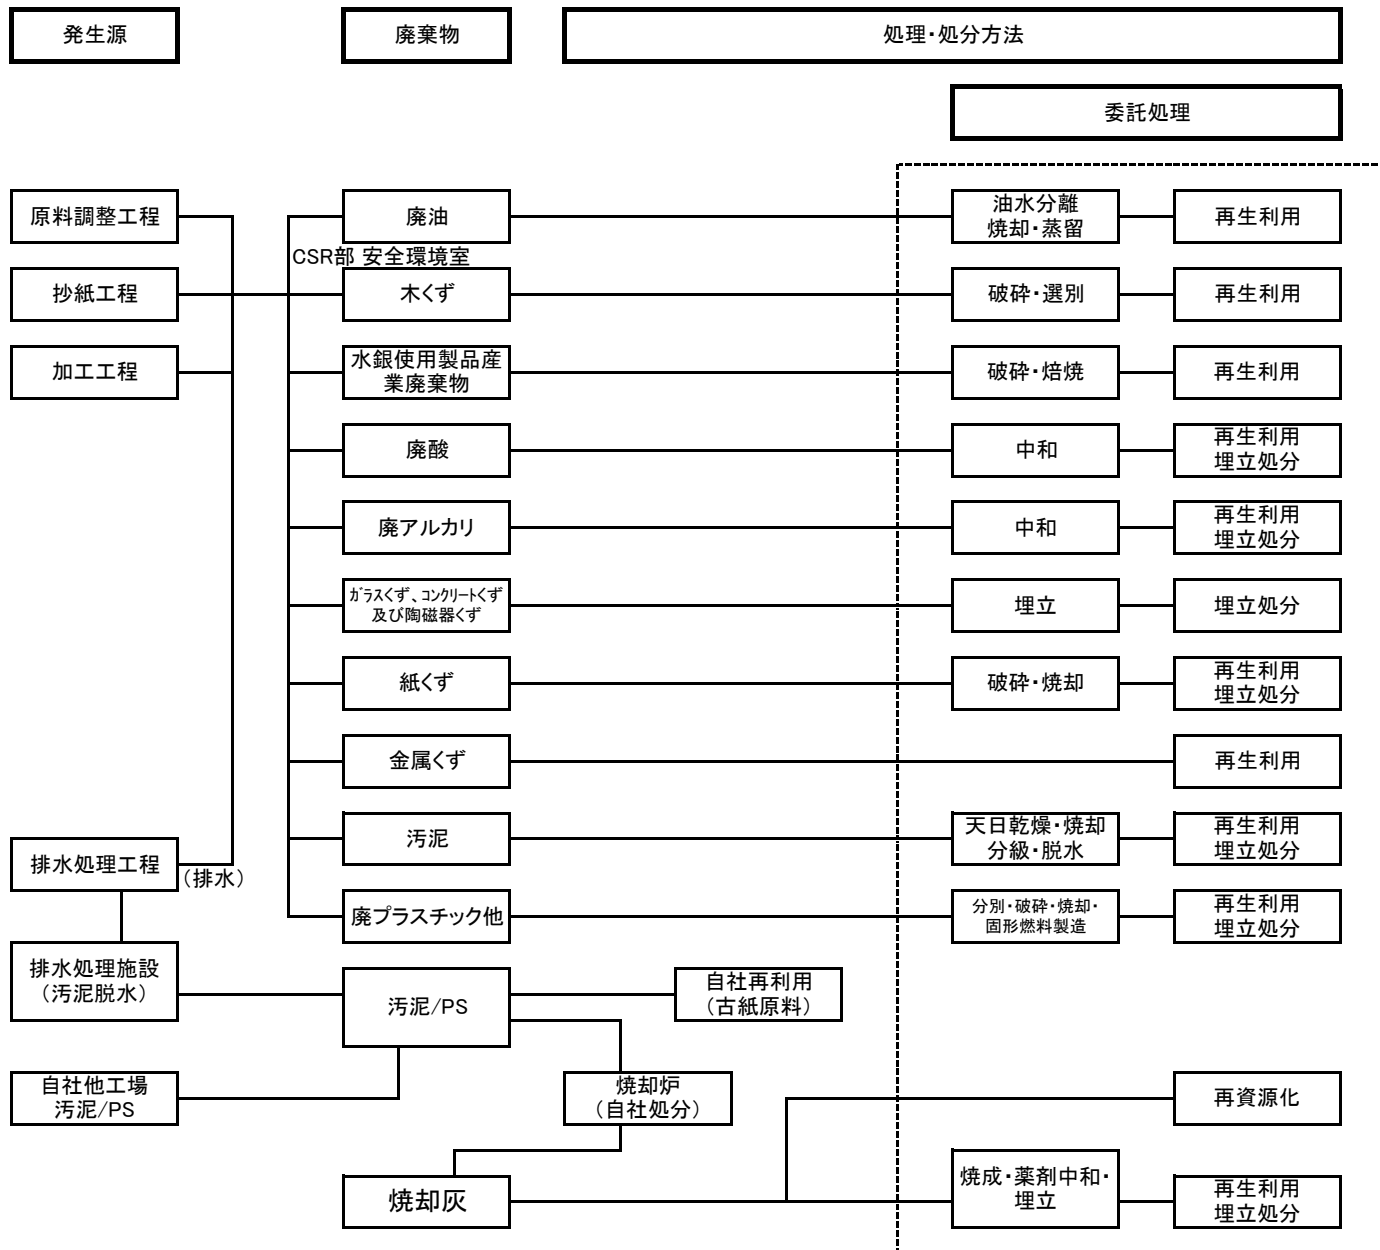 発生源
廃棄物
処理・処分方法
委託処理
原料調整工程
廃油
油水分離
焼却・蒸留
再生利用
CSR部 安全環境室
抄紙工程
木くず
破砕・選別
再生利用
加工工程
水銀使用製品産
業廃棄物
破砕・焙焼
再生利用
廃酸
中和
再生利用
埋立処分
廃アルカリ
中和
再生利用
埋立処分
ｶﾞﾗｽくず、ｺﾝｸﾘｰﾄくず
及び陶磁器くず
埋立
埋立処分
紙くず
破砕・焼却
再生利用
埋立処分
金属くず
再生利用
汚泥
天日乾燥・焼却
分級・脱水
再生利用
埋立処分
排水処理工程
（排水）
廃プラスチック他
分別・破砕・焼却・
固形燃料製造
再生利用
埋立処分
排水処理施設
（汚泥脱水）
汚泥/PS
自社再利用
（古紙原料）
自社他工場
汚泥/PS
焼却炉
（自社処分）
再資源化
焼却灰
焼成・薬剤中和・
埋立
再生利用
埋立処分